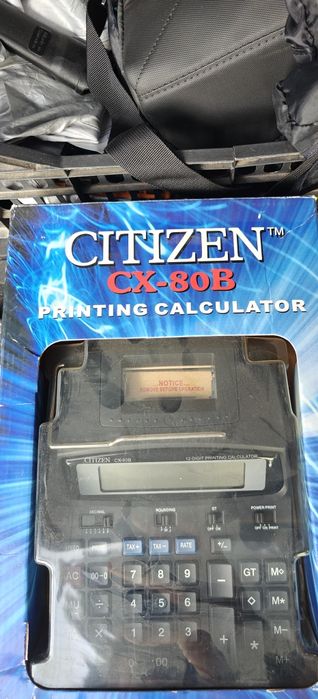 CITIZEN™
CX-80B
PRINTING CALCULATOR
...NOTICE...
REMOVE BEFORE OPERATION
CITIZEN CX-80B 12-DIGIT PRINTING CALCULATOR
DECIMAL ROUNDING GT POWER/PRINT
OFF ON
TAX+ TAX− RATE +/−
AC 00→0 7 8 9 − GT M◇
MU ÷ 4 5 6 ◇ M*
× 1 2 3 + * M−
0 00 M+